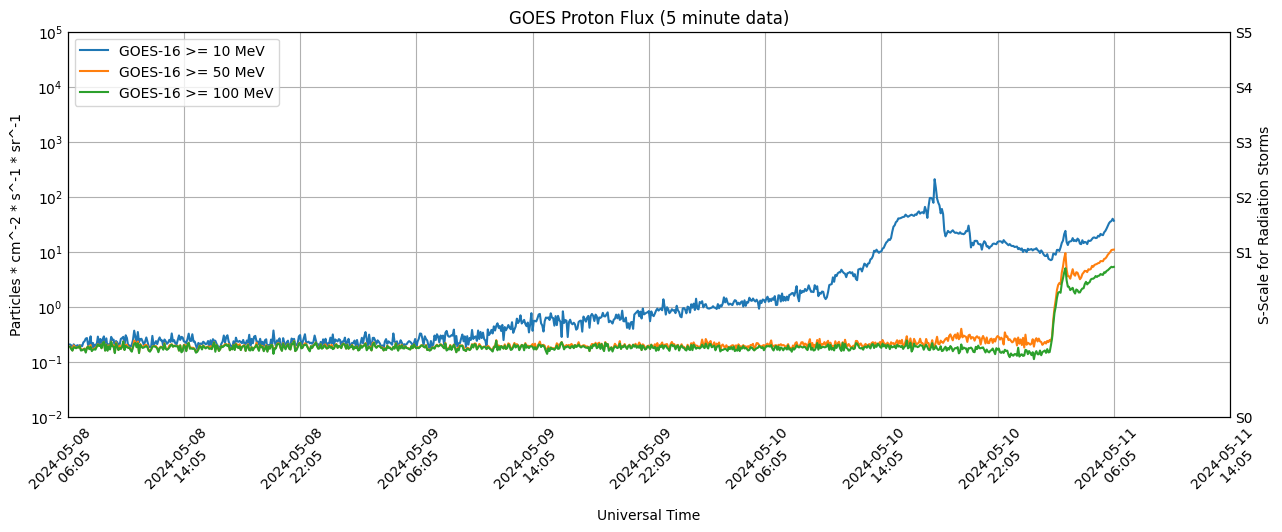 GOES Proton Flux (5 minute data)
GOES-16 >= 10 MeV
GOES-16 >= 50 MeV
GOES-16 >= 100 MeV
Particles * cm^-2 * s^-1 * sr^-1
10^5
10^4
10^3
10^2
10^1
10^0
10^-1
10^-2
S5
S4
S3
S2
S1
S0
S-Scale for Radiation Storms
2024-05-08
06:05
2024-05-08
14:05
2024-05-08
22:05
2024-05-09
06:05
2024-05-09
14:05
2024-05-09
22:05
2024-05-10
06:05
2024-05-10
14:05
2024-05-10
22:05
2024-05-11
06:05
2024-05-11
14:05
Universal Time